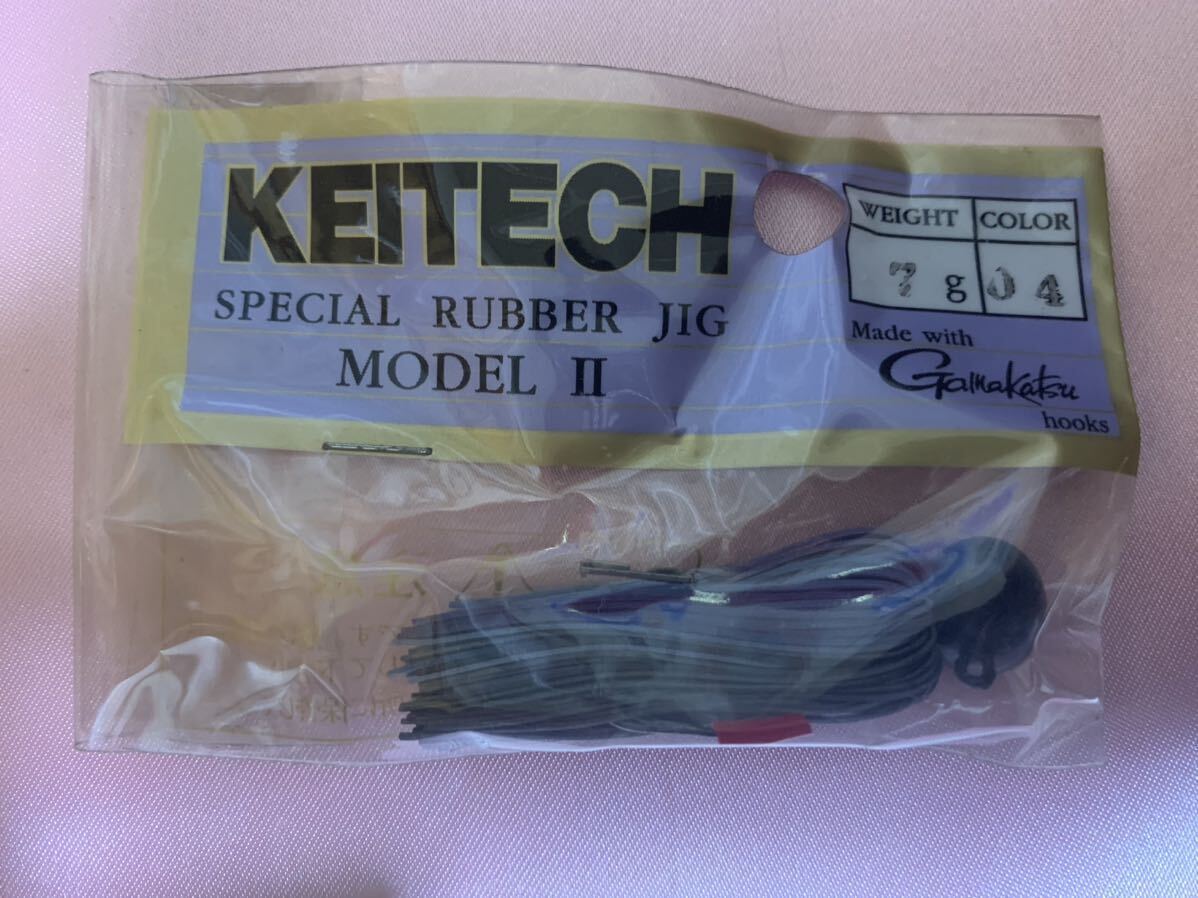 KEITECH
SPECIAL RUBBER JIG
MODEL II
WEIGHT COLOR
7 g 04
Made with
Gamakatsu
hooks